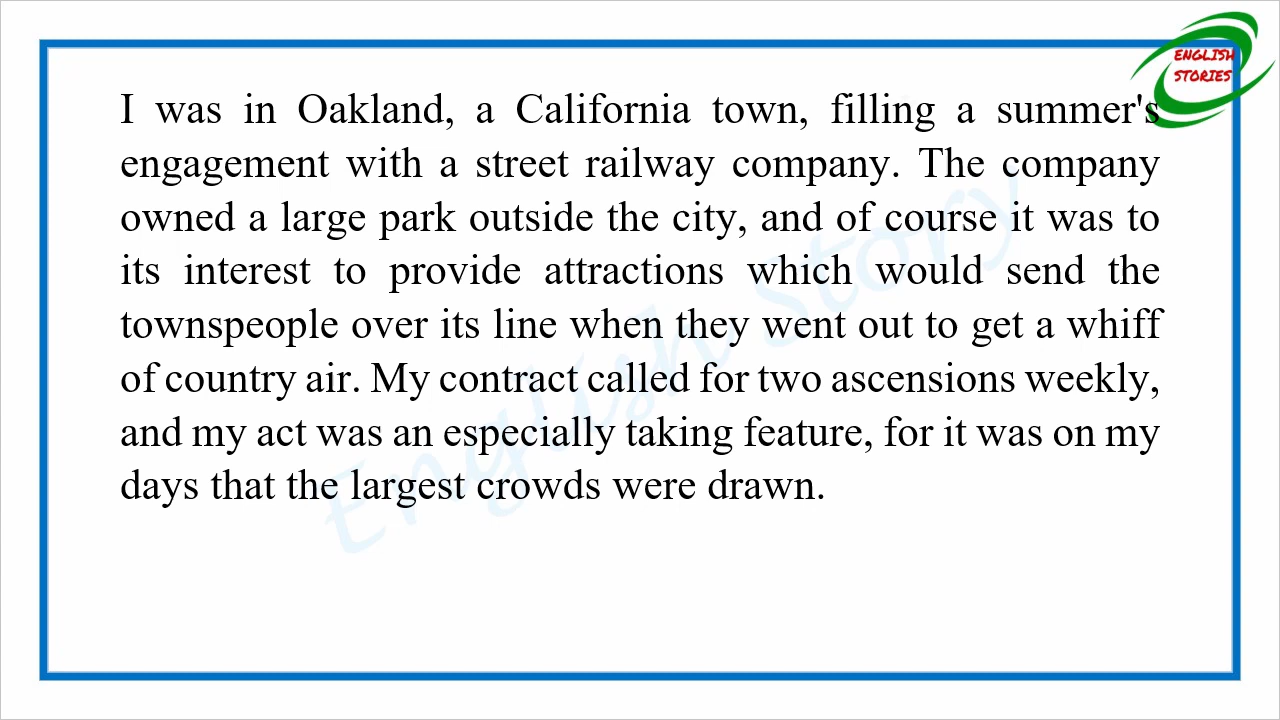 ENGLISH
STORIES
I was in Oakland, a California town, filling a summer's
engagement with a street railway company. The company
owned a large park outside the city, and of course it was to
its interest to provide attractions which would send the
townspeople over its line when they went out to get a whiff
of country air. My contract called for two ascensions weekly,
and my act was an especially taking feature, for it was on my
days that the largest crowds were drawn.
English Story